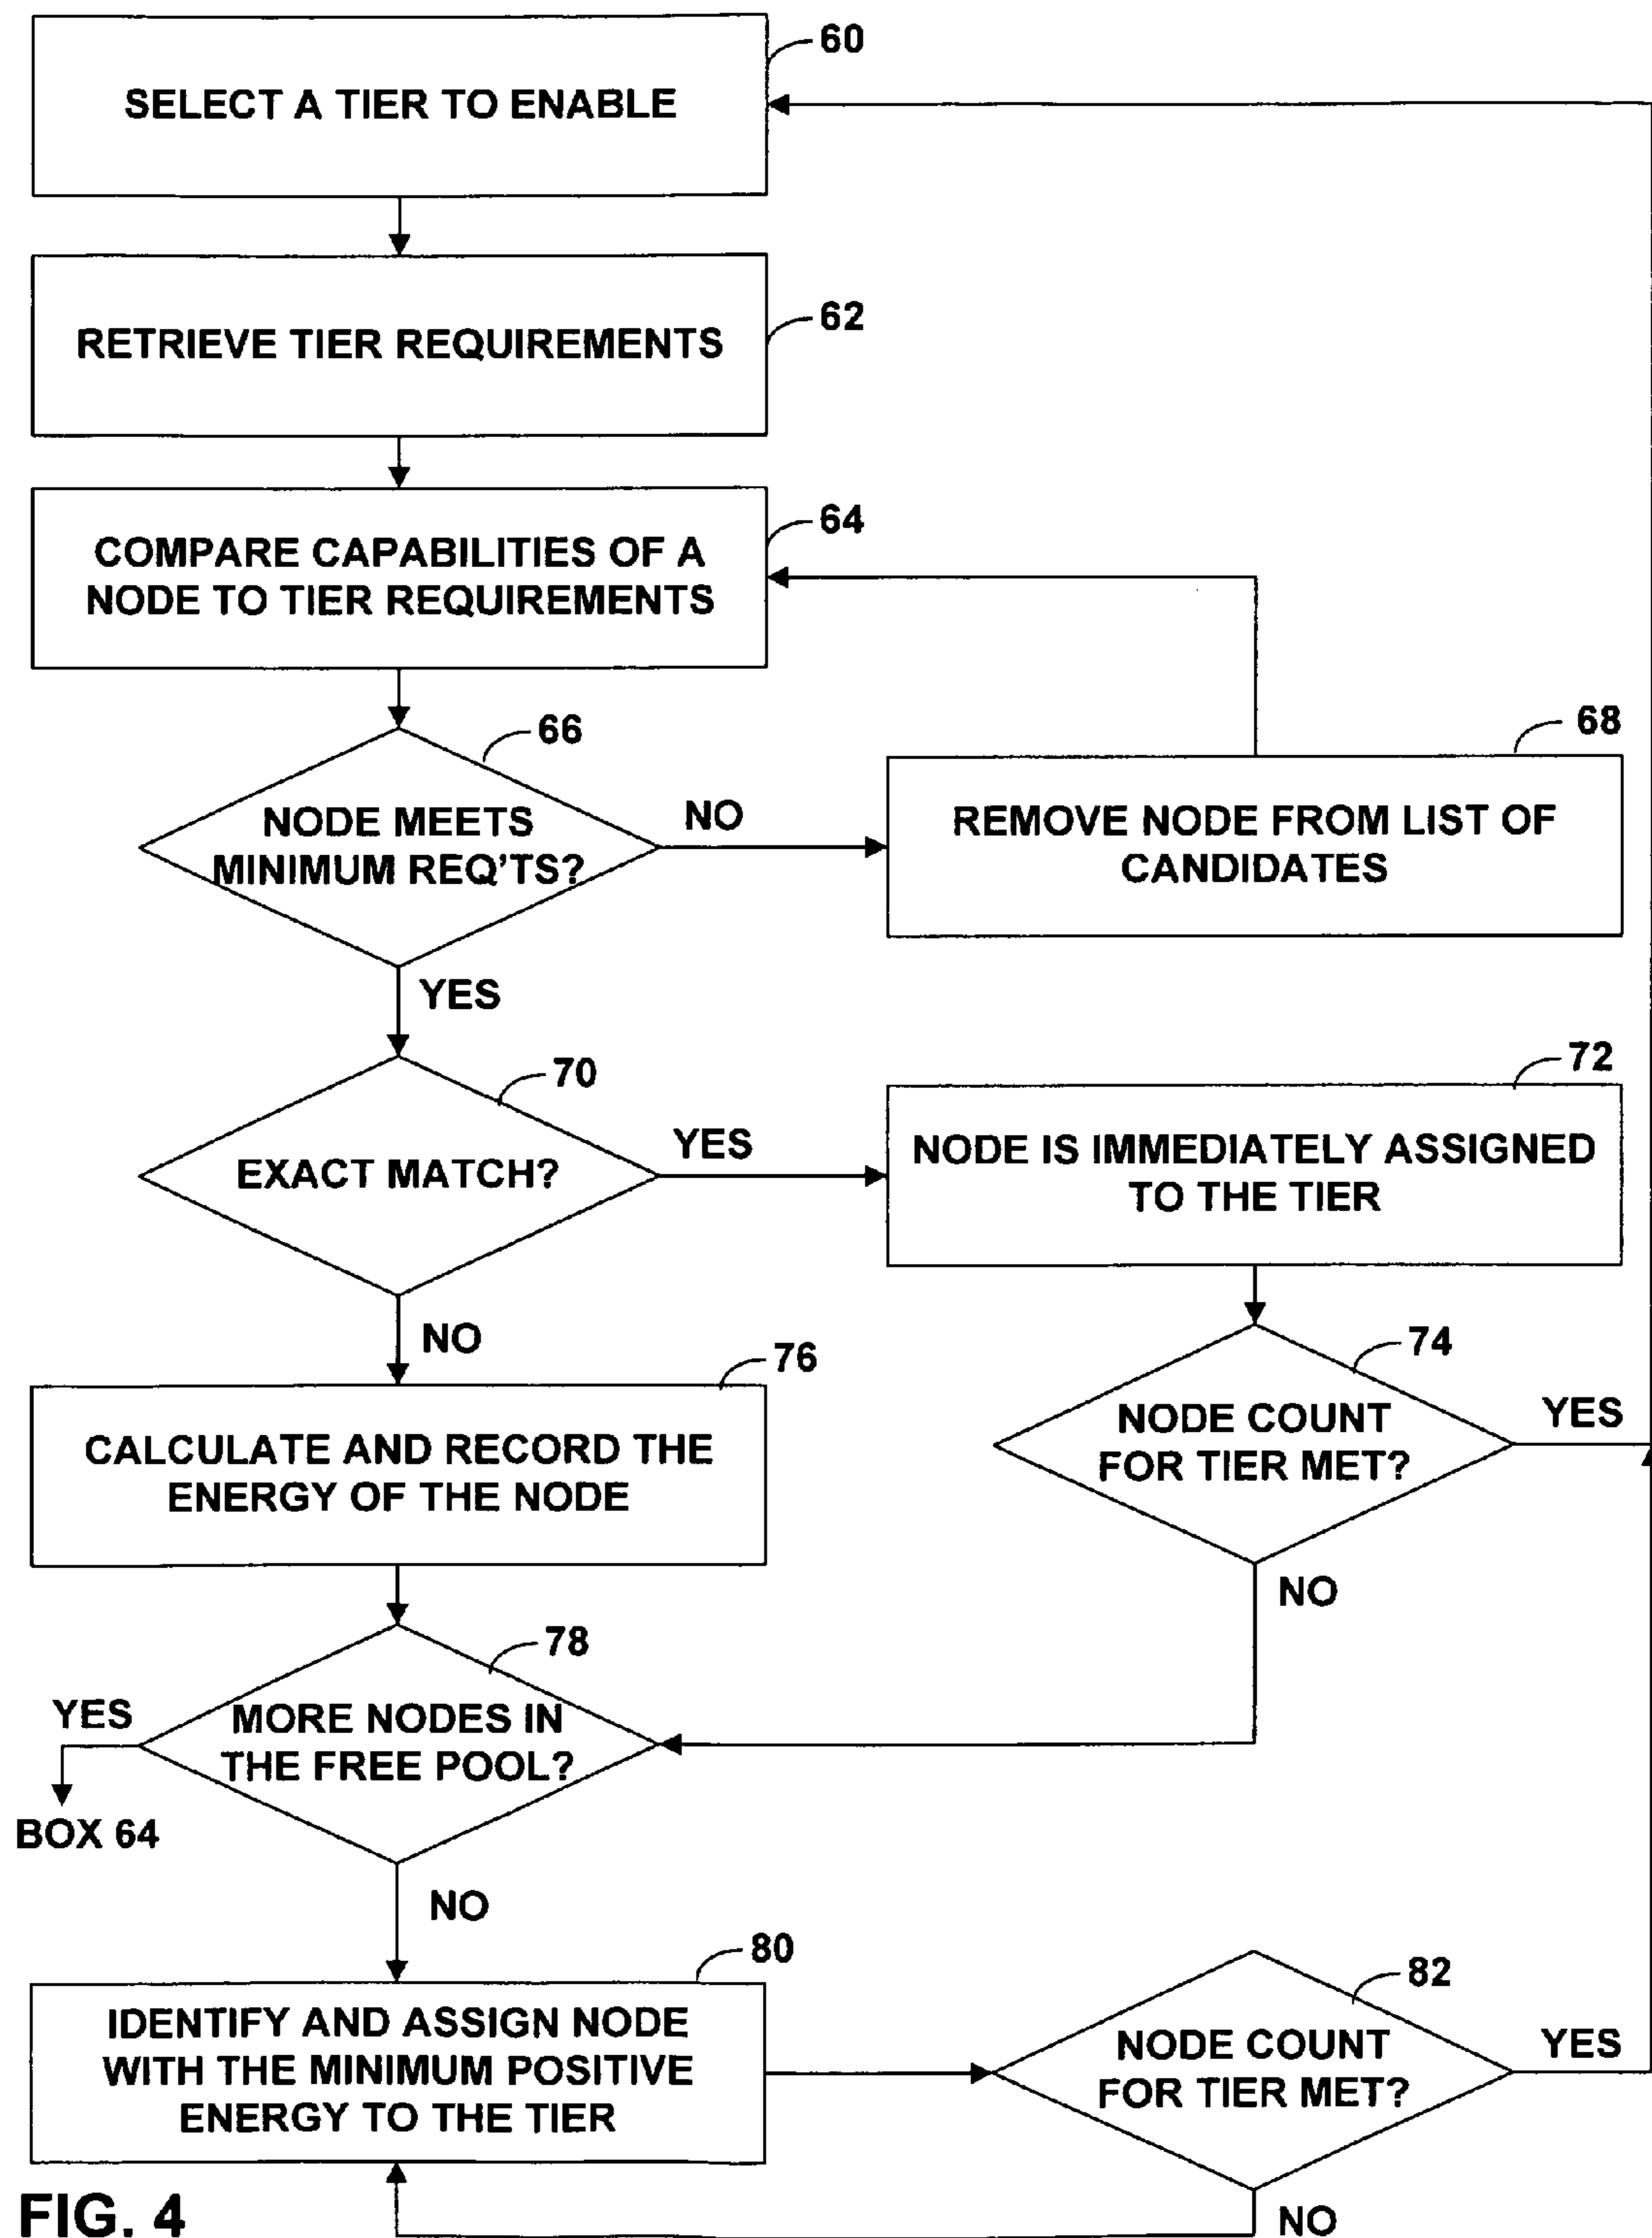 60
SELECT A TIER TO ENABLE
62
RETRIEVE TIER REQUIREMENTS
64
COMPARE CAPABILITIES OF A
NODE TO TIER REQUIREMENTS
66
NODE MEETS
MINIMUM REQ'TS?
NO
68
REMOVE NODE FROM LIST OF
CANDIDATES
YES
70
EXACT MATCH?
YES
72
NODE IS IMMEDIATELY ASSIGNED
TO THE TIER
NO
74
NODE COUNT
FOR TIER MET?
YES
NO
76
CALCULATE AND RECORD THE
ENERGY OF THE NODE
78
MORE NODES IN
THE FREE POOL?
YES
BOX 64
NO
80
IDENTIFY AND ASSIGN NODE
WITH THE MINIMUM POSITIVE
ENERGY TO THE TIER
82
NODE COUNT
FOR TIER MET?
YES
NO
FIG. 4